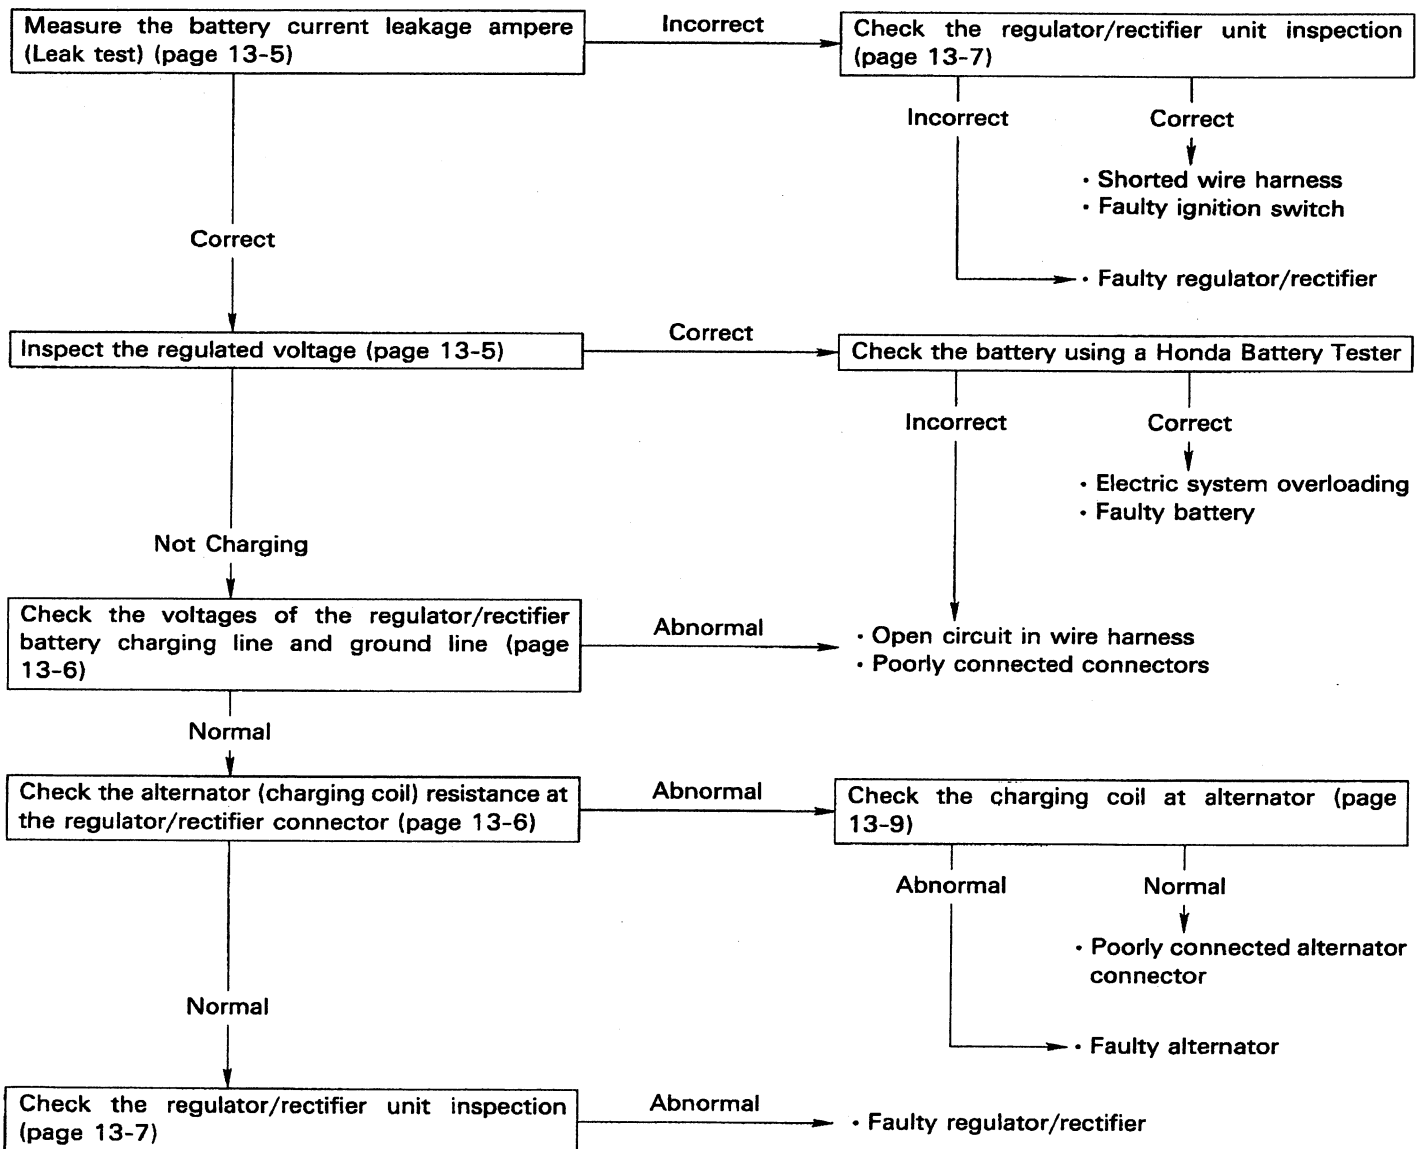 Measure the battery current leakage ampere
(Leak test) (page 13-5)
Incorrect
Check the regulator/rectifier unit inspection
(page 13-7)
Incorrect
Correct
· Shorted wire harness
· Faulty ignition switch
Correct
· Faulty regulator/rectifier
Inspect the regulated voltage (page 13-5)
Correct
Check the battery using a Honda Battery Tester
Incorrect
Correct
· Electric system overloading
· Faulty battery
Not Charging
Check the voltages of the regulator/rectifier
battery charging line and ground line (page
13-6)
Abnormal
· Open circuit in wire harness
· Poorly connected connectors
Normal
Check the alternator (charging coil) resistance at
the regulator/rectifier connector (page 13-6)
Abnormal
Check the charging coil at alternator (page
13-9)
Abnormal
Normal
· Poorly connected alternator
connector
Normal
· Faulty alternator
Check the regulator/rectifier unit inspection
(page 13-7)
Abnormal
· Faulty regulator/rectifier